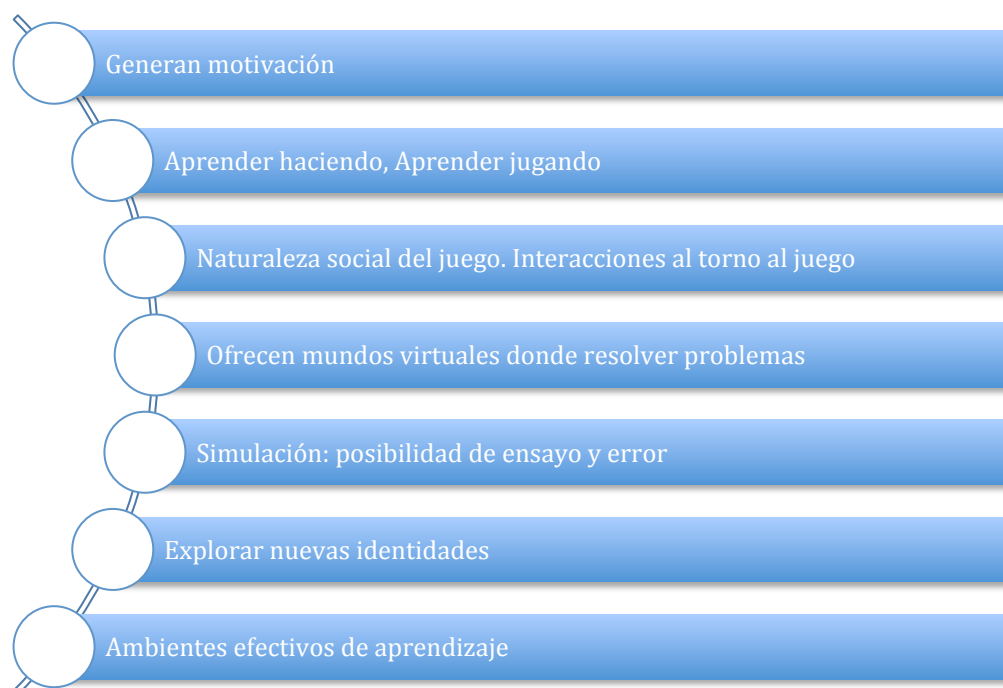 Generan motivación
Aprender haciendo, Aprender jugando
Naturaleza social del juego. Interacciones al torno al juego
Ofrecen mundos virtuales donde resolver problemas
Simulación: posibilidad de ensayo y error
Explorar nuevas identidades
Ambientes efectivos de aprendizaje